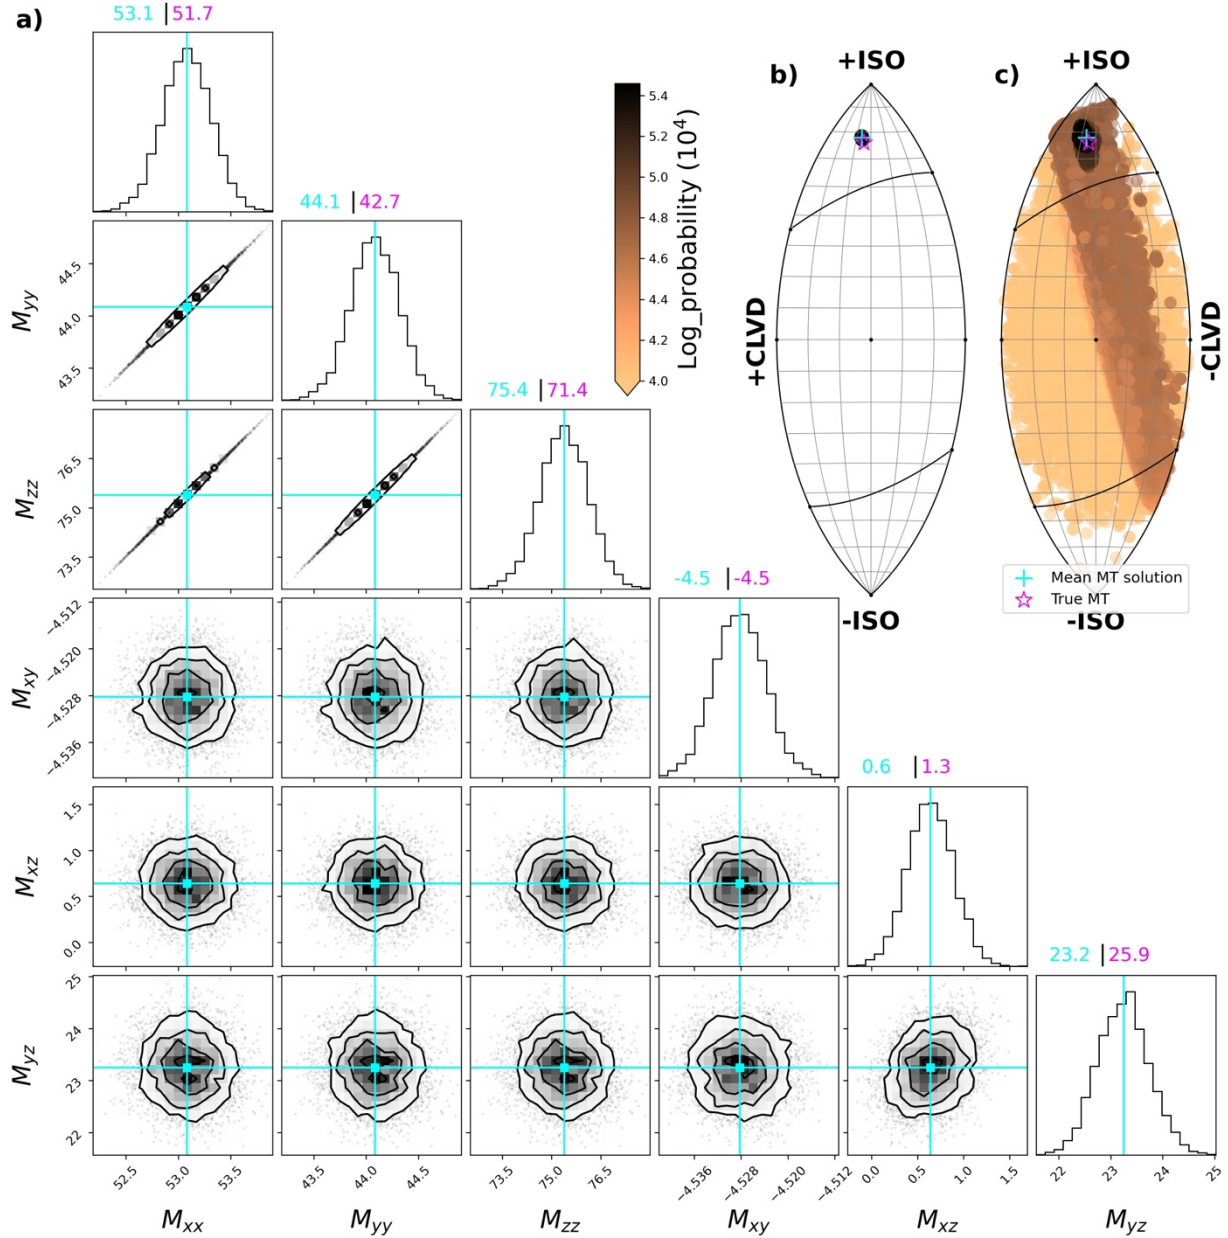 a)
53.1 | 51.7
44.1 | 42.7
75.4 | 71.4
-4.5 | -4.5
0.6 | 1.3
23.2 | 25.9
M_yy
44.5
44.0
43.5
M_zz
76.5
75.0
73.5
M_xy
−4.512
−4.520
−4.528
−4.536
M_xz
1.5
1.0
0.5
0.0
M_yz
25
24
23
22
52.5 53.0 53.5
43.5 44.0 44.5
73.5 75.0 76.5
−4.536 −4.528 −4.520 −4.512
0.0 0.5 1.0 1.5
22 23 24 25
M_xx M_yy M_zz M_xy M_xz M_yz
Log_probability (10^4)
5.4
5.2
5.0
4.8
4.6
4.4
4.2
4.0
b)
+ISO
+CLVD
-ISO
c)
+ISO
-CLVD
Mean MT solution
True MT
-ISO